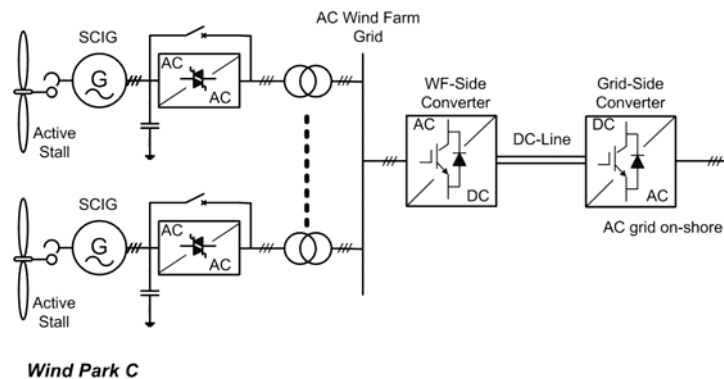 AC Wind Farm
Grid
SCIG
G
AC
AC
Active
Stall
WF-Side
Converter
AC
DC
DC-Line
Grid-Side
Converter
DC
AC
AC grid on-shore
SCIG
G
AC
AC
Active
Stall
Wind Park C